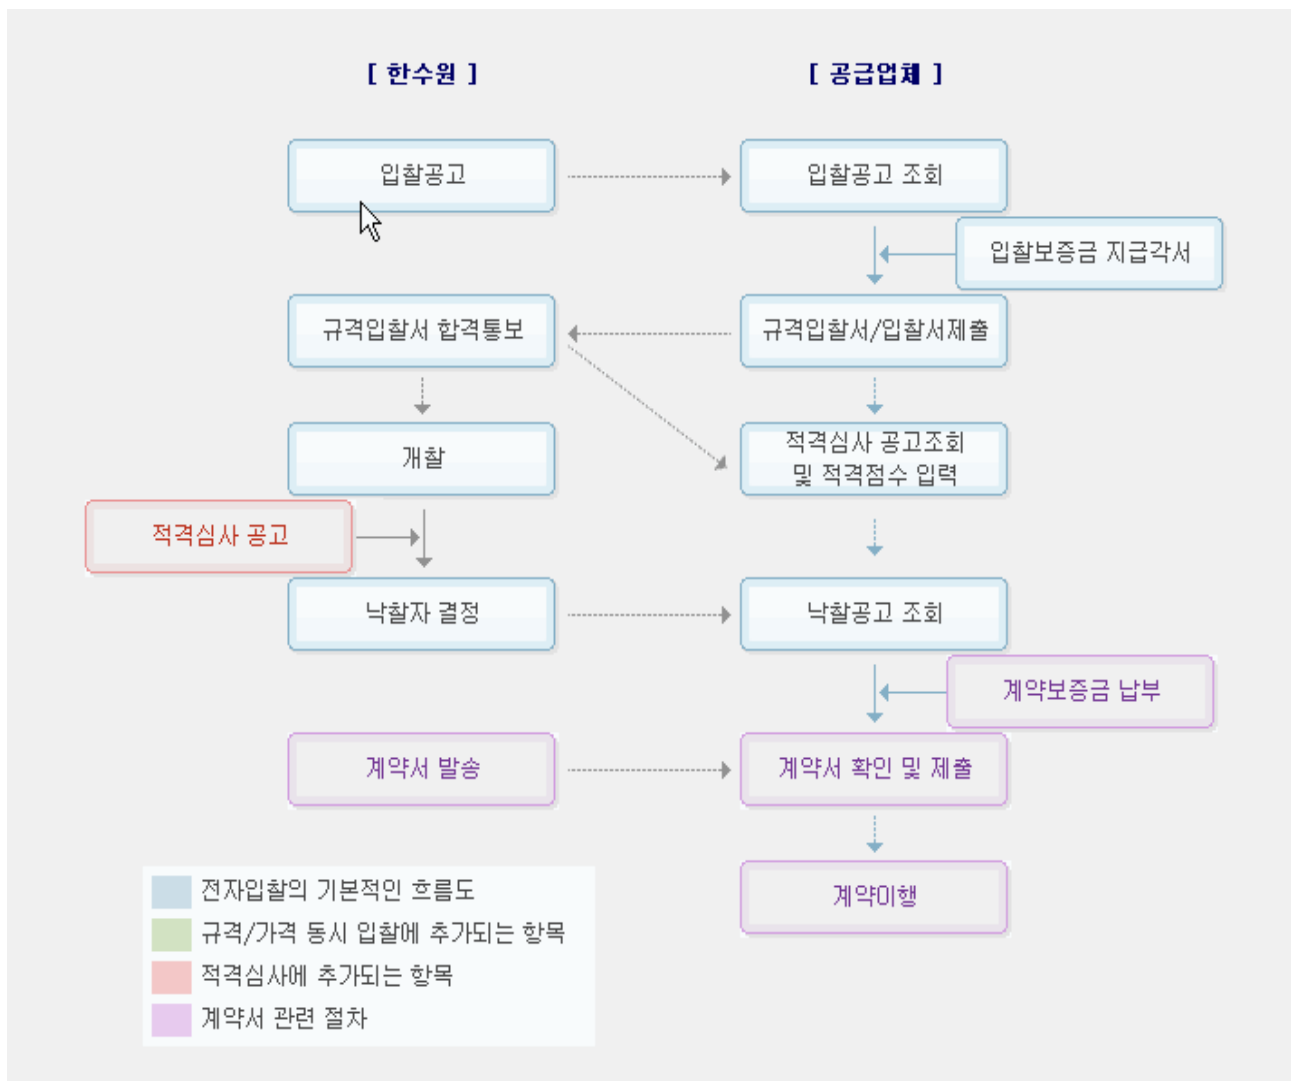 [ 한수원 ]
[ 공급업체 ]
입찰공고
입찰공고 조회
입찰보증금 지급각서
규격입찰서 합격통보
규격입찰서/입찰서제출
개찰
적격심사 공고조회
및 적격점수 입력
적격심사 공고
낙찰자 결정
낙찰공고 조회
계약보증금 납부
계약서 발송
계약서 확인 및 제출
계약이행
전자입찰의 기본적인 흐름도
규격/가격 동시 입찰에 추가되는 항목
적격심사에 추가되는 항목
계약서 관련 절차